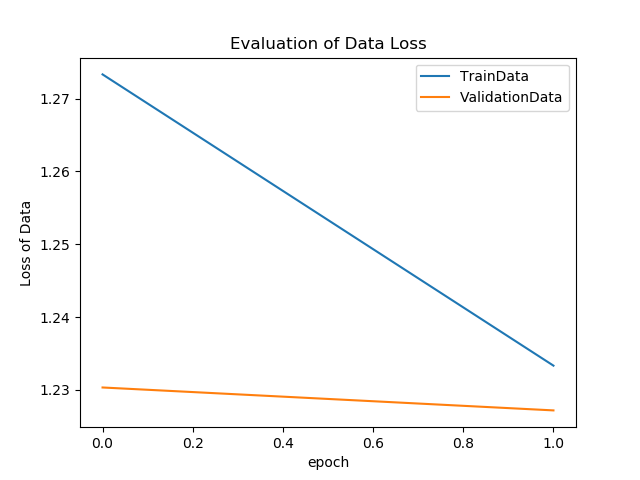 Evaluation of Data Loss
TrainData
ValidationData
1.27
1.26
1.25
1.24
1.23
Loss of Data
0.0 0.2 0.4 0.6 0.8 1.0
epoch